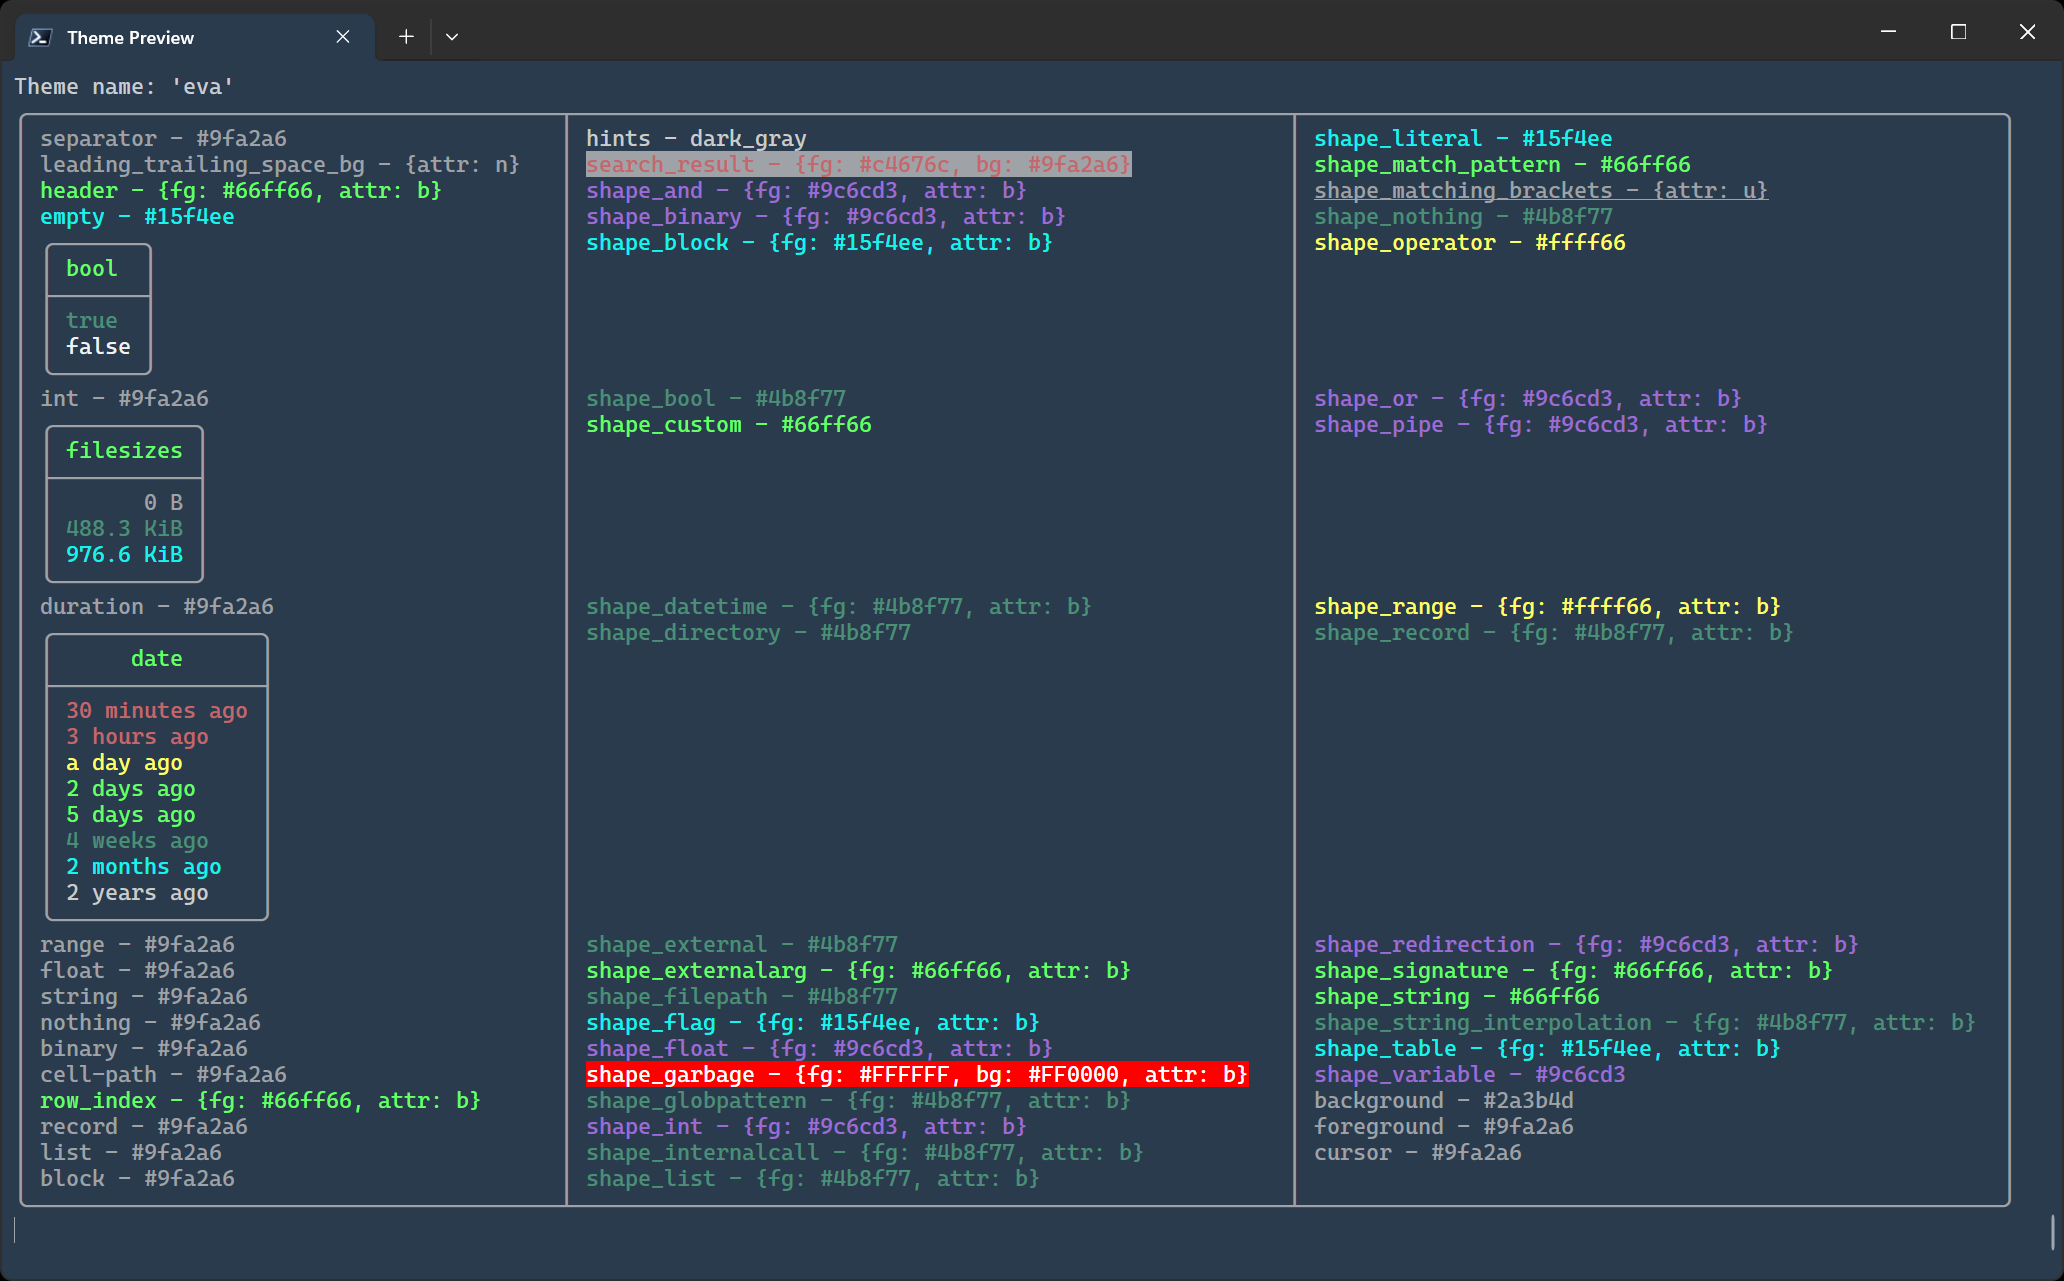 Theme Preview
Theme name: 'eva'
separator - #9fa2a6
leading_trailing_space_bg - {attr: n}
header - {fg: #66ff66, attr: b}
empty - #15f4ee
bool
true
false
int - #9fa2a6
filesizes
0 B
488.3 KiB
976.6 KiB
duration - #9fa2a6
date
30 minutes ago
3 hours ago
a day ago
2 days ago
5 days ago
4 weeks ago
2 months ago
2 years ago
range - #9fa2a6
float - #9fa2a6
string - #9fa2a6
nothing - #9fa2a6
binary - #9fa2a6
cell-path - #9fa2a6
row_index - {fg: #66ff66, attr: b}
record - #9fa2a6
list - #9fa2a6
block - #9fa2a6
hints - dark_gray
search_result - {fg: #c4676c, bg: #9fa2a6}
shape_and - {fg: #9c6cd3, attr: b}
shape_binary - {fg: #9c6cd3, attr: b}
shape_block - {fg: #15f4ee, attr: b}
shape_bool - #4b8f77
shape_custom - #66ff66
shape_datetime - {fg: #4b8f77, attr: b}
shape_directory - #4b8f77
shape_external - #4b8f77
shape_externalarg - {fg: #66ff66, attr: b}
shape_filepath - #4b8f77
shape_flag - {fg: #15f4ee, attr: b}
shape_float - {fg: #9c6cd3, attr: b}
shape_garbage - {fg: #FFFFFF, bg: #FF0000, attr: b}
shape_globpattern - {fg: #4b8f77, attr: b}
shape_int - {fg: #9c6cd3, attr: b}
shape_internalcall - {fg: #4b8f77, attr: b}
shape_list - {fg: #4b8f77, attr: b}
shape_literal - #15f4ee
shape_match_pattern - #66ff66
shape_matching_brackets - {attr: u}
shape_nothing - #4b8f77
shape_operator - #ffff66
shape_or - {fg: #9c6cd3, attr: b}
shape_pipe - {fg: #9c6cd3, attr: b}
shape_range - {fg: #ffff66, attr: b}
shape_record - {fg: #4b8f77, attr: b}
shape_redirection - {fg: #9c6cd3, attr: b}
shape_signature - {fg: #66ff66, attr: b}
shape_string - #66ff66
shape_string_interpolation - {fg: #4b8f77, attr: b}
shape_table - {fg: #15f4ee, attr: b}
shape_variable - #9c6cd3
background - #2a3b4d
foreground - #9fa2a6
cursor - #9fa2a6